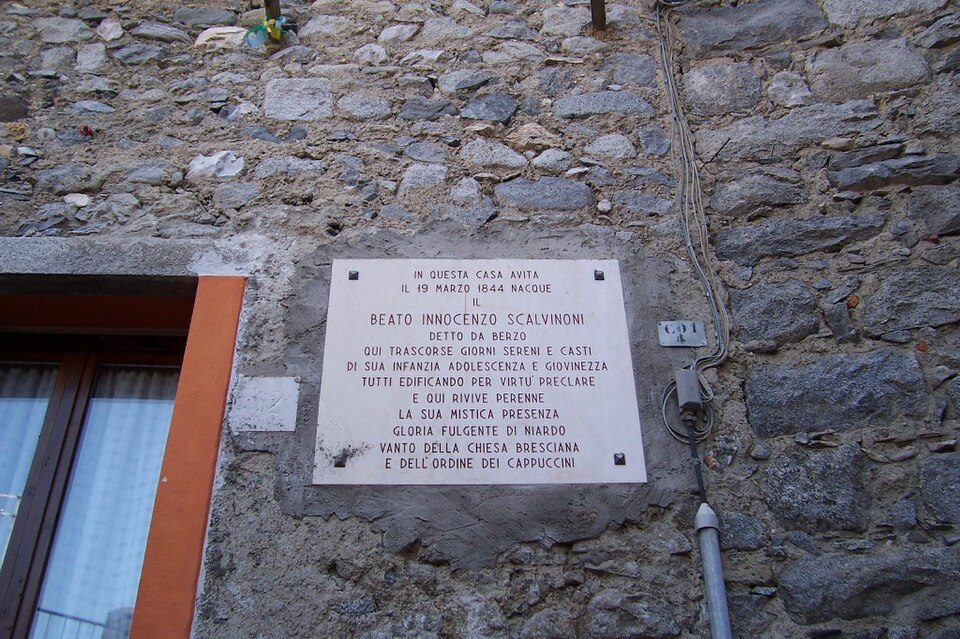 IN QUESTA CASA AVITA
IL 19 MARZO 1844 NACQUE
IL
BEATO INNOCENZO SCALVINONI
DETTO DA BERZO
QUI TRASCORSE GIORNI SERENI E CASTI
DI SUA INFANZIA ADOLESCENZA E GIOVINEZZA
TUTTI EDIFICANDO PER VIRTU' PRECLARE
E QUI RIVIVE PERENNE
LA SUA MISTICA PRESENZA
GLORIA FULGENTE DI NIARDO
VANTO DELLA CHIESA BRESCIANA
E DELL'ORDINE DEI CAPPUCCINI
C01
4
12